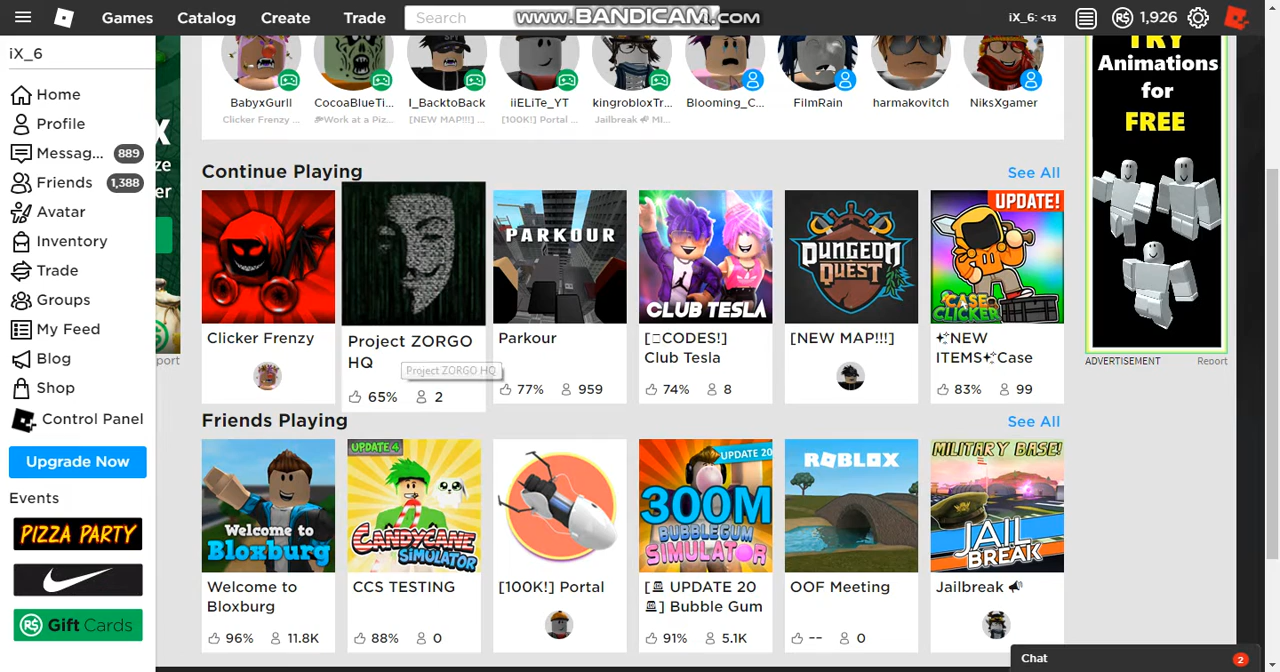 Games
Catalog
Create
Trade
Search
www.BANDICAM.com
iX_6: <13
1,926
iX_6
Home
Profile
Messag... 889
Friends 1,388
Avatar
Inventory
Trade
Groups
My Feed
Blog
Shop
Control Panel
Upgrade Now
Events
PIZZA PARTY
Gift Cards
BabyxGurll
CocoaBlueTi...
I_BacktoBack
iiELiTe_YT
kingrobloxTr...
Blooming_C...
FilmRain
harmakovitch
NiksXgamer
Clicker Frenzy ...
Work at a Piz...
[NEW MAP!!!] ...
[100K!] Portal ...
Jailbreak MI...
Continue Playing
See All
PARKOUR
CLUB TESLA
DUNGEON
QUEST
UPDATE!
CASE
CLICKER
Clicker Frenzy
Project ZORGO
HQ
Project ZORGO HQ
65% 2
Parkour
77% 959
[CODES!]
Club Tesla
74% 8
[NEW MAP!!!]
NEW
ITEMS Case
83% 99
Friends Playing
See All
Welcome to
Bloxburg
UPDATE 4
CANDYCANE
SIMULATOR
UPDATE 20
300M
BUBBLEGUM
SIMULATOR
ROBLOX
MILITARY BASE!
JAIL
BREAK
Welcome to
Bloxburg
96% 11.8K
CCS TESTING
88% 0
[100K!] Portal
[ UPDATE 20
] Bubble Gum
91% 5.1K
OOF Meeting
-- 0
Jailbreak
TRY
Animations
for
FREE
ADVERTISEMENT
Report
Chat
2